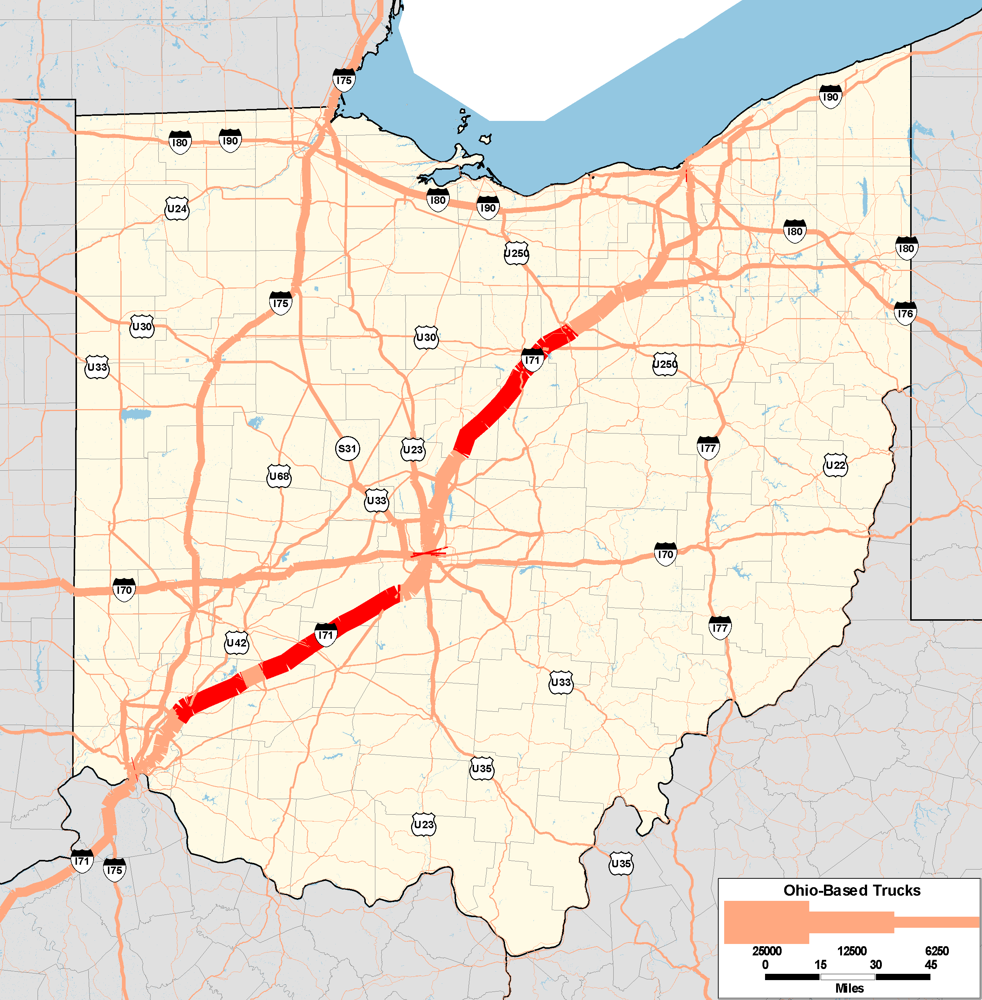 I75
I90
I80
I90
I80
I90
U24
I80
I80
U250
I75
I76
U30
U30
I71
U33
U250
S31
U23
I77
U22
U68
U33
I70
I70
I77
I71
U42
U33
U35
U23
I71
I75
U35
Ohio-Based Trucks
25000 12500 6250
0 15 30 45
Miles